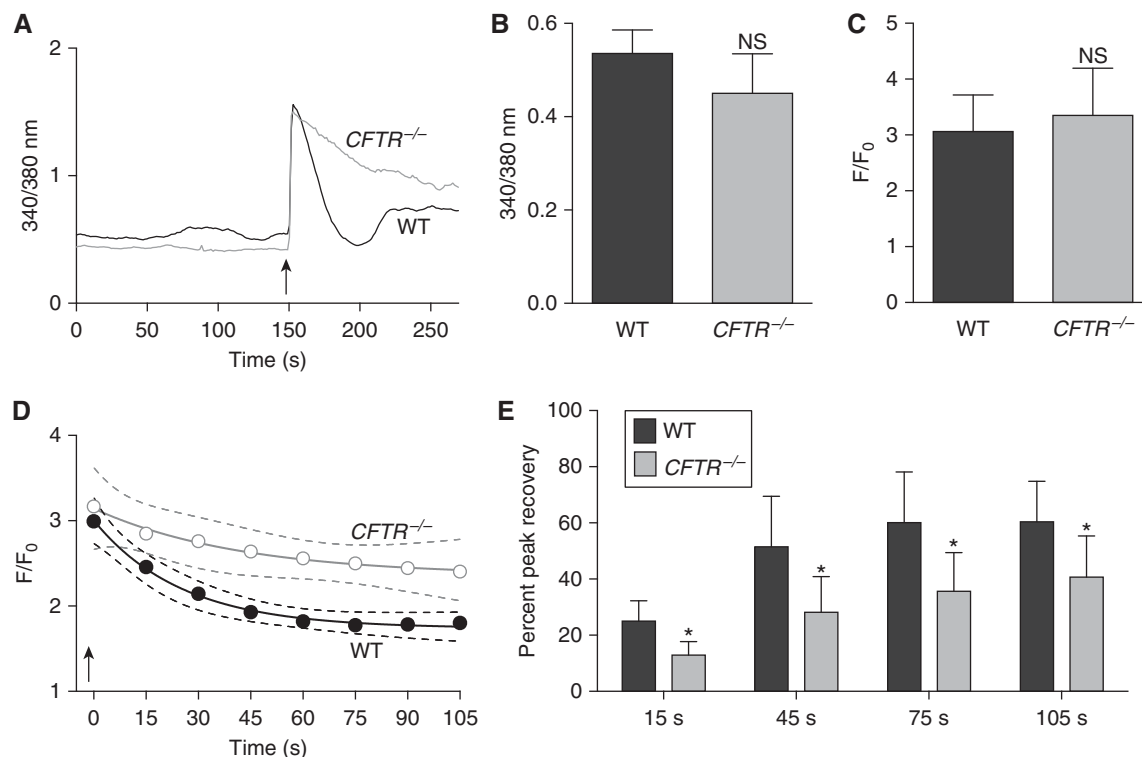 A
2
1
0
340/380 nm
0 50 100 150 200 250
Time (s)
CFTR−/−
WT
B
0.6
0.4
0.2
0.0
340/380 nm
NS
WT CFTR−/−
C
5
4
3
2
1
0
F/F0
NS
WT CFTR−/−
D
4
3
2
1
F/F0
CFTR−/−
WT
0 15 30 45 60 75 90 105
Time (s)
E
100
80
60
40
20
0
Percent peak recovery
WT
CFTR−/−
* * * *
15 s 45 s 75 s 105 s